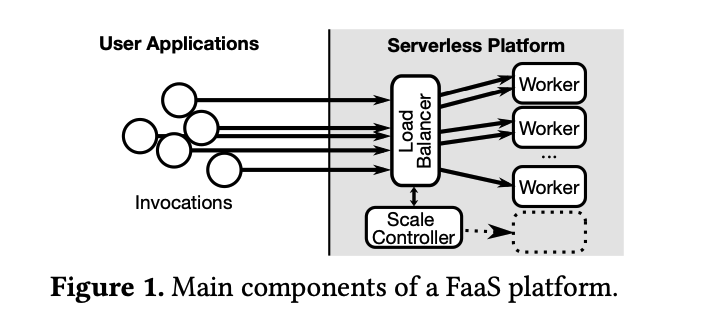 User Applications
Serverless Platform
Load
Balancer
Worker
Worker
...
Worker
Invocations
Scale
Controller
Figure 1. Main components of a FaaS platform.